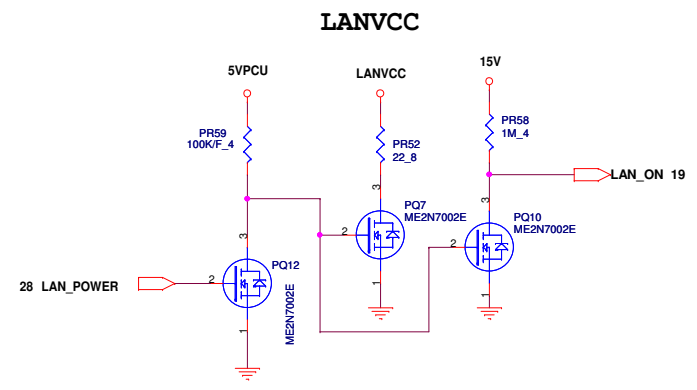 LANVCC
5VPCU
LANVCC
15V
PR59
100K/F_4
PR52
22_8
PR58
1M_4
LAN_ON 19
3
3
3
PQ7
ME2N7002E
PQ10
ME2N7002E
2
2
2
PQ12
ME2N7002E
28 LAN_POWER
1
1
1